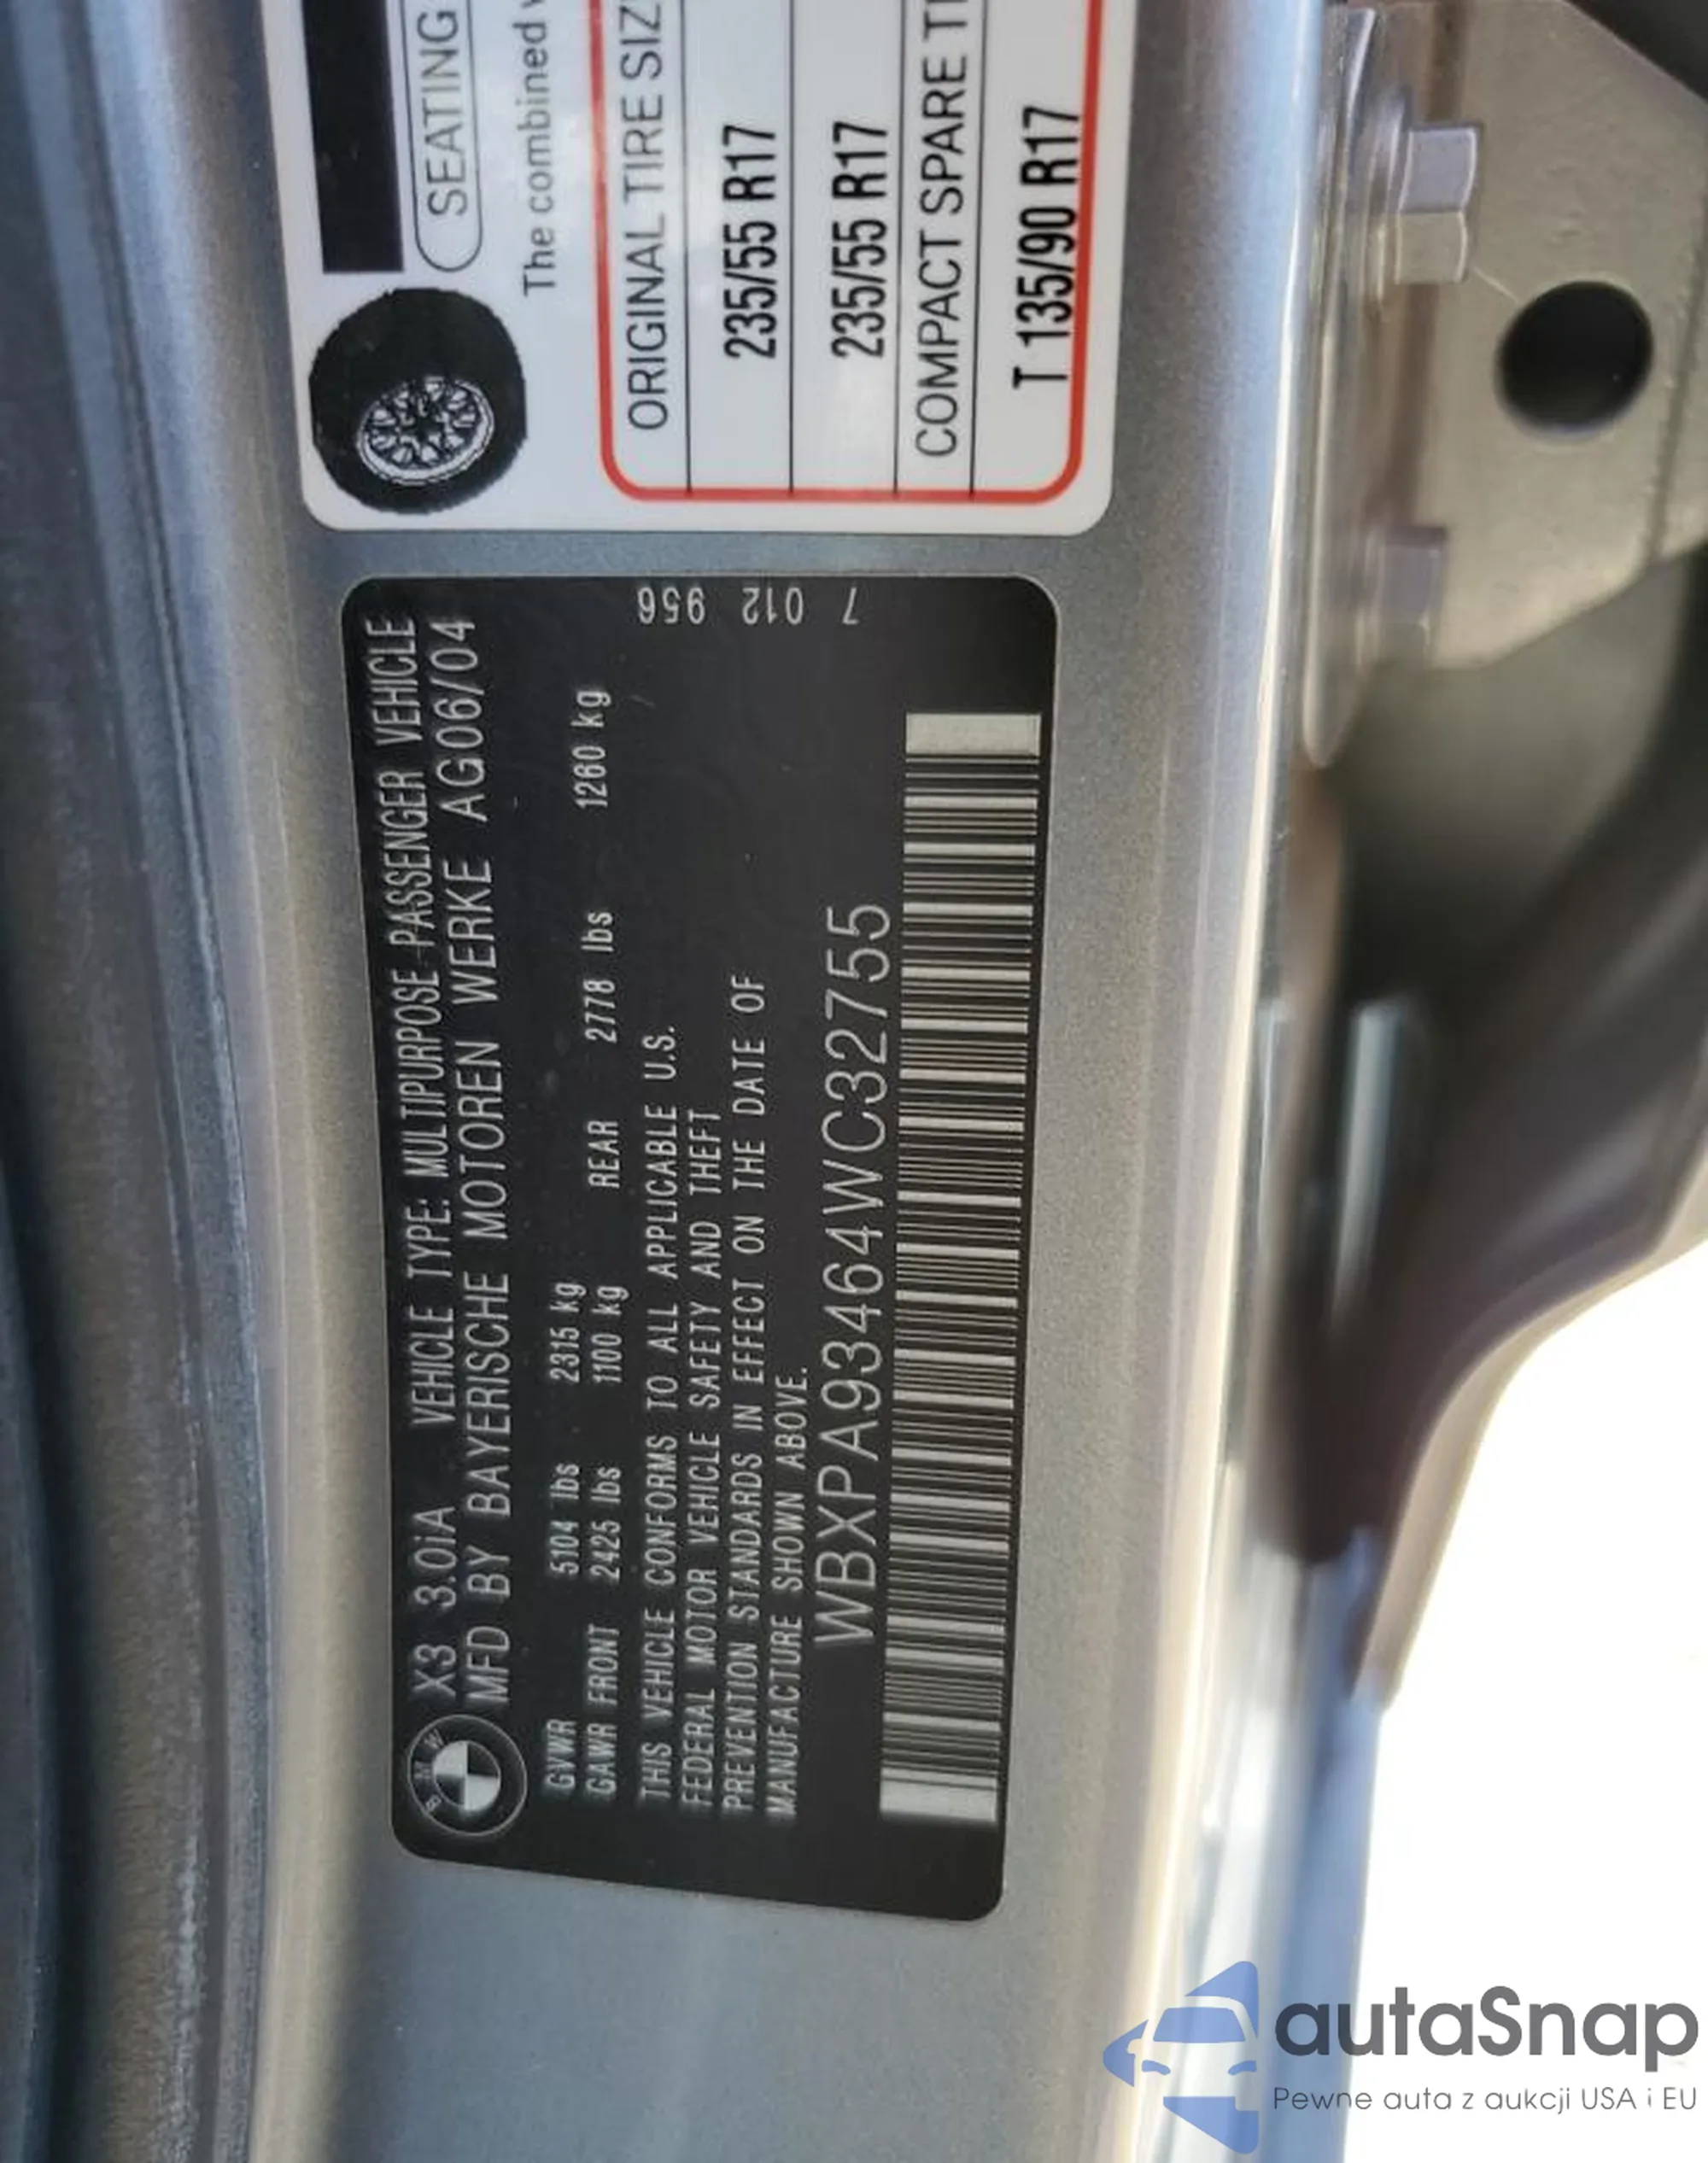 SEATING
The combined
ORIGINAL TIRE SIZ
235/55 R17
235/55 R17
COMPACT SPARE TI
T 135/90 R17
BMW
X3 3.0iA VEHICLE TYPE: MULTIPURPOSE PASSENGER VEHICLE
MFD BY BAYERISCHE MOTOREN WERKE AG06/04
GVWR 5104 lbs 2315 kg
GAWR FRONT 2425 lbs 1100 kg REAR 2778 lbs 1260 kg
THIS VEHICLE CONFORMS TO ALL APPLICABLE U.S.
FEDERAL MOTOR VEHICLE SAFETY AND THEFT
PREVENTION STANDARDS IN EFFECT ON THE DATE OF
MANUFACTURE SHOWN ABOVE.
WBXPA93464WC32755
7 012 956
autaSnap
Pewne auta z aukcji USA i EU